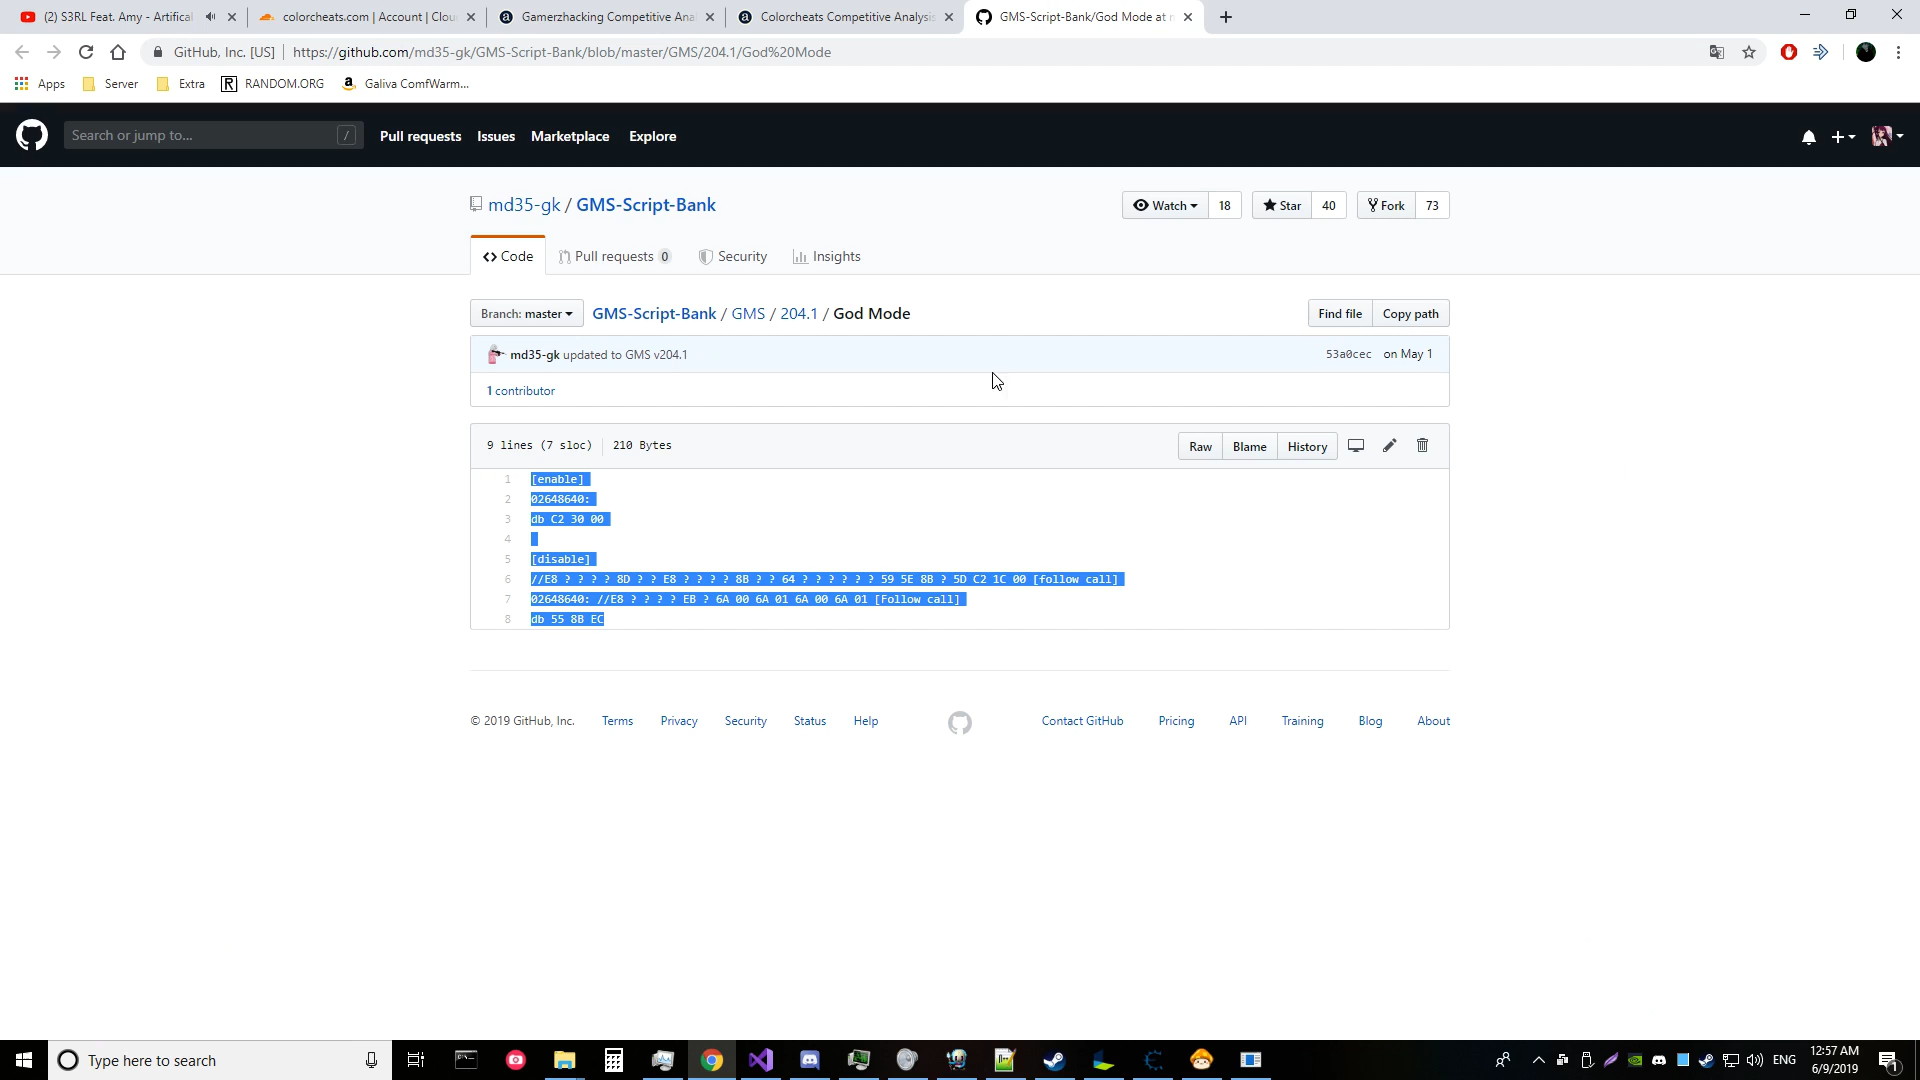 (2) S3RL Feat. Amy - Artifical
colorcheats.com | Account | Clou
Gamerzhacking Competitive Anal
Colorcheats Competitive Analysis
GMS-Script-Bank/God Mode at m
GitHub, Inc. [US] | https://github.com/md35-gk/GMS-Script-Bank/blob/master/GMS/204.1/God%20Mode
Apps Server Extra R RANDOM.ORG a Galiva ComfWarm...
Search or jump to... / Pull requests Issues Marketplace Explore
md35-gk / GMS-Script-Bank
Watch 18 Star 40 Fork 73
Code Pull requests 0 Security Insights
Branch: master GMS-Script-Bank / GMS / 204.1 / God Mode Find file Copy path
md35-gk updated to GMS v204.1 53a0cec on May 1
1 contributor
9 lines (7 sloc) 210 Bytes Raw Blame History
1 [enable]
2 02648640:
3 db C2 30 00
4
5 [disable]
6 //E8 ? ? ? ? 8D ? ? E8 ? ? ? ? 8B ? ? 64 ? ? ? ? ? ? 59 5E 8B ? 5D C2 1C 00 [follow call]
7 02648640: //E8 ? ? ? ? EB ? 6A 00 6A 01 6A 00 6A 01 [Follow call]
8 db 55 8B EC
© 2019 GitHub, Inc. Terms Privacy Security Status Help Contact GitHub Pricing API Training Blog About
Type here to search
ENG
12:57 AM
6/9/2019
1